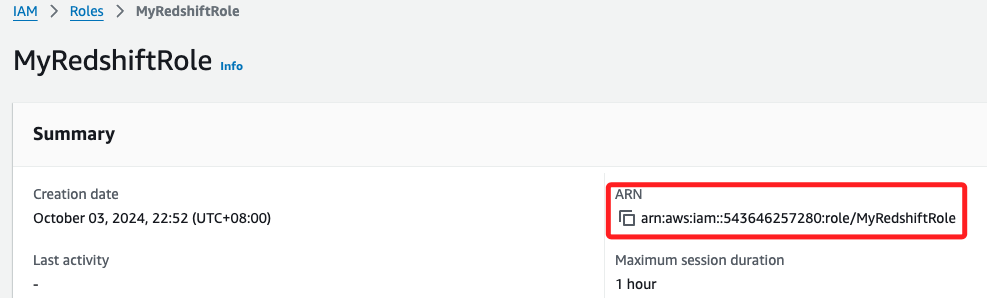 IAM > Roles > MyRedshiftRole
MyRedshiftRole Info
Summary
Creation date
October 03, 2024, 22:52 (UTC+08:00)
ARN
arn:aws:iam::543646257280:role/MyRedshiftRole
Last activity
-
Maximum session duration
1 hour